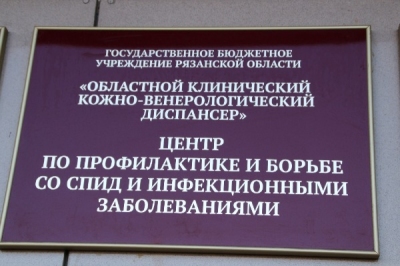 ГОСУДАРСТВЕННОЕ БЮДЖЕТНОЕ
УЧРЕЖДЕНИЕ РЯЗАНСКОЙ ОБЛАСТИ
«ОБЛАСТНОЙ КЛИНИЧЕСКИЙ
КОЖНО-ВЕНЕРОЛОГИЧЕСКИЙ
ДИСПАНСЕР»
ЦЕНТР
ПО ПРОФИЛАКТИКЕ И БОРЬБЕ
СО СПИД И ИНФЕКЦИОННЫМИ
ЗАБОЛЕВАНИЯМИ